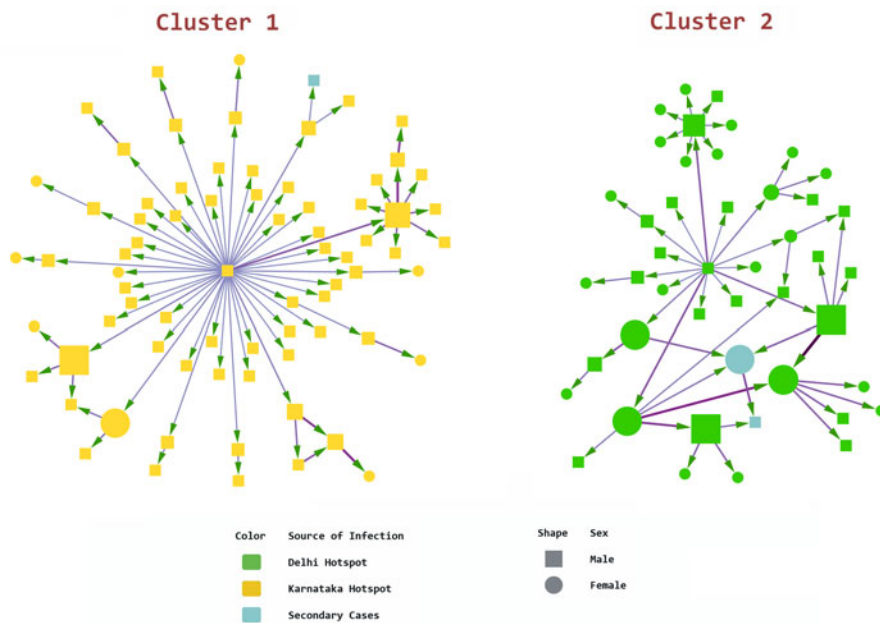 Cluster 1
Cluster 2
Color Source of Infection
Delhi Hotspot
Karnataka Hotspot
Secondary Cases
Shape Sex
Male
Female